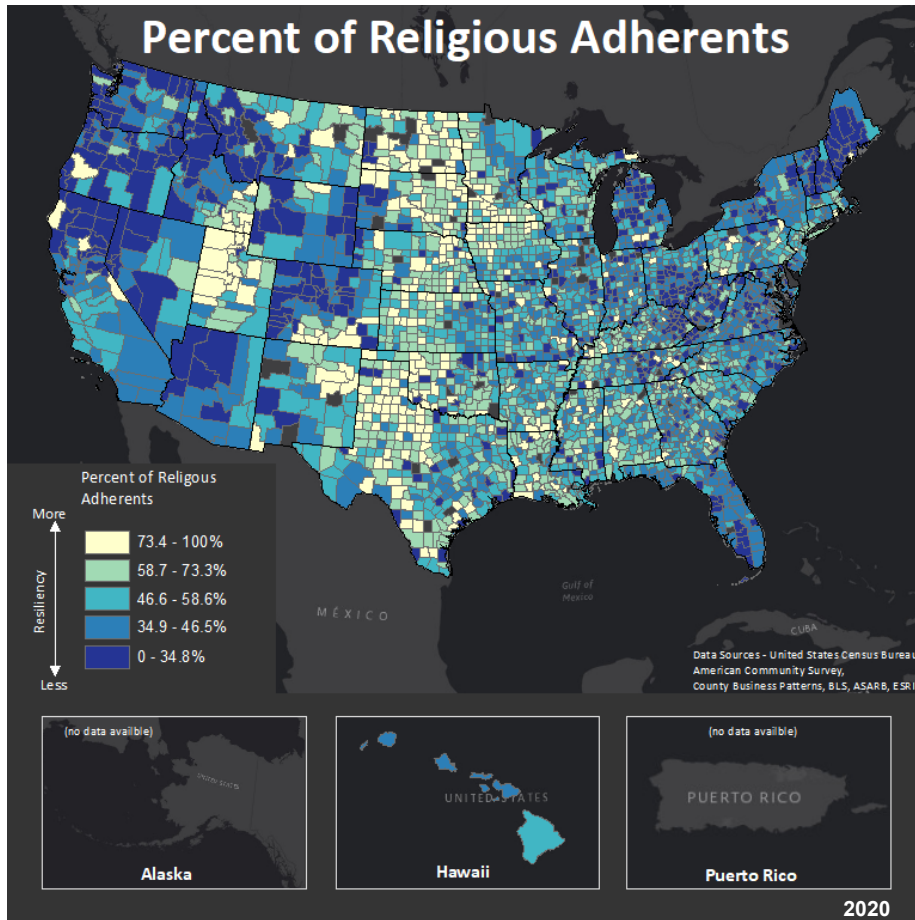 Percent of Religious Adherents
Percent of Religous
Adherents
More
Resiliency
Less
73.4 - 100%
58.7 - 73.3%
46.6 - 58.6%
34.9 - 46.5%
0 - 34.8%
MÉXICO
Gulf of
Mexico
CUBA
Data Sources - United States Census Bureau
American Community Survey,
County Business Patterns, BLS, ASARB, ESRI
(no data availble)
UNITED STATES
Alaska
UNITED STATES
Hawaii
(no data availble)
PUERTO RICO
Puerto Rico
2020